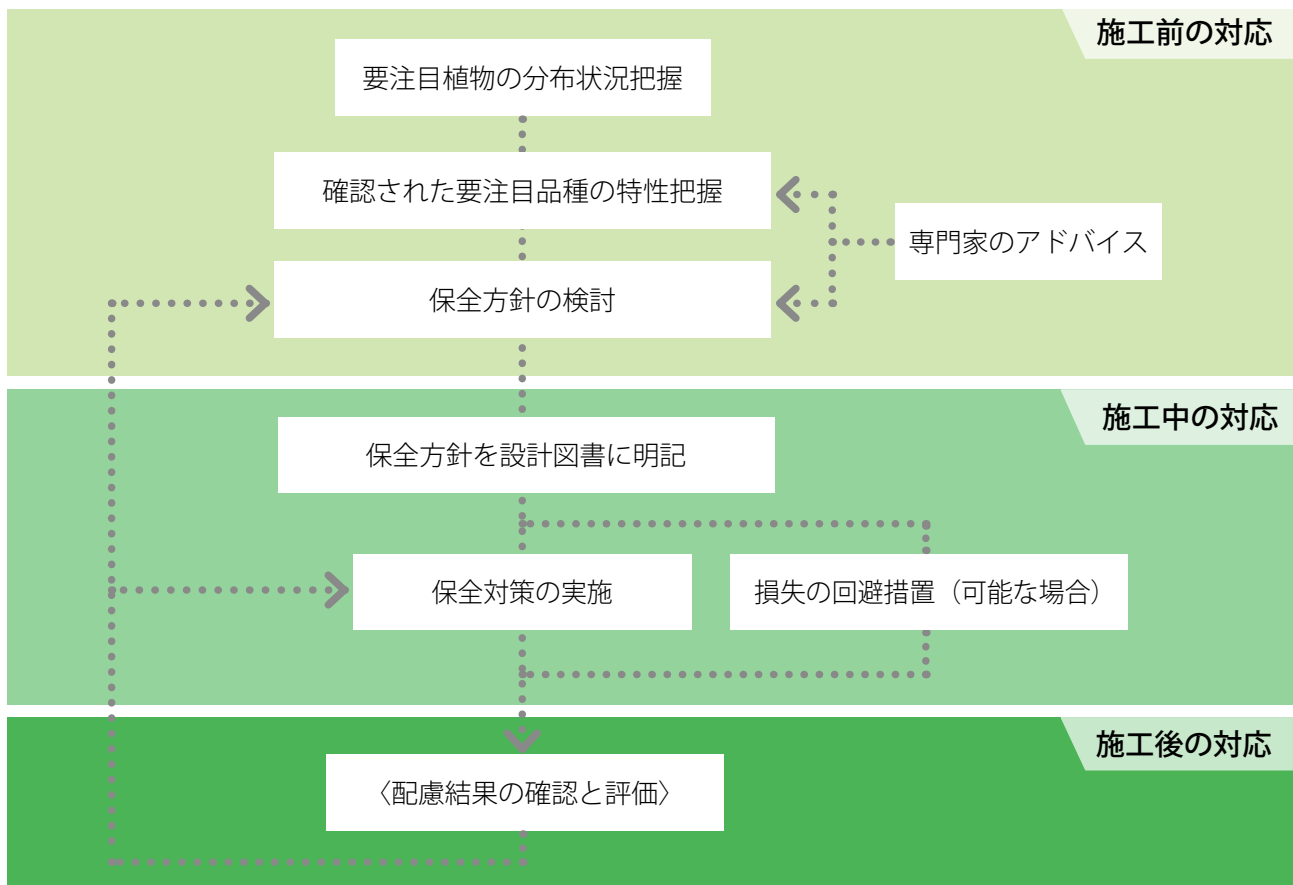 施工前の対応
要注目植物の分布状況把握
確認された要注目品種の特性把握
専門家のアドバイス
保全方針の検討
施工中の対応
保全方針を設計図書に明記
保全対策の実施
損失の回避措置（可能な場合）
施工後の対応
〈配慮結果の確認と評価〉